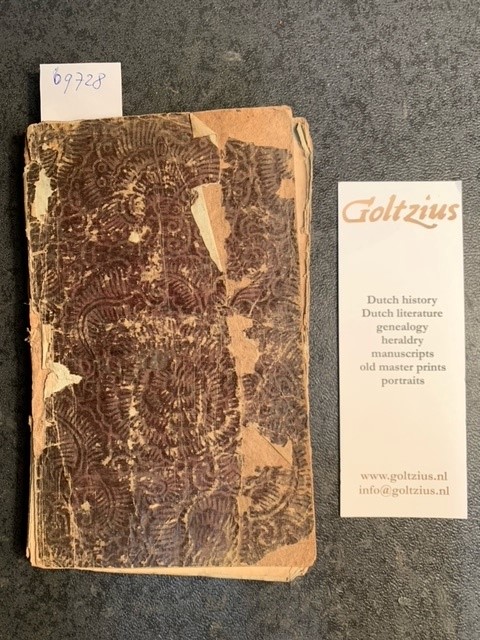 69728
Goltzius
Dutch history
Dutch literature
genealogy
heraldry
manuscripts
old master prints
portraits
www.goltzius.nl
info@goltzius.nl